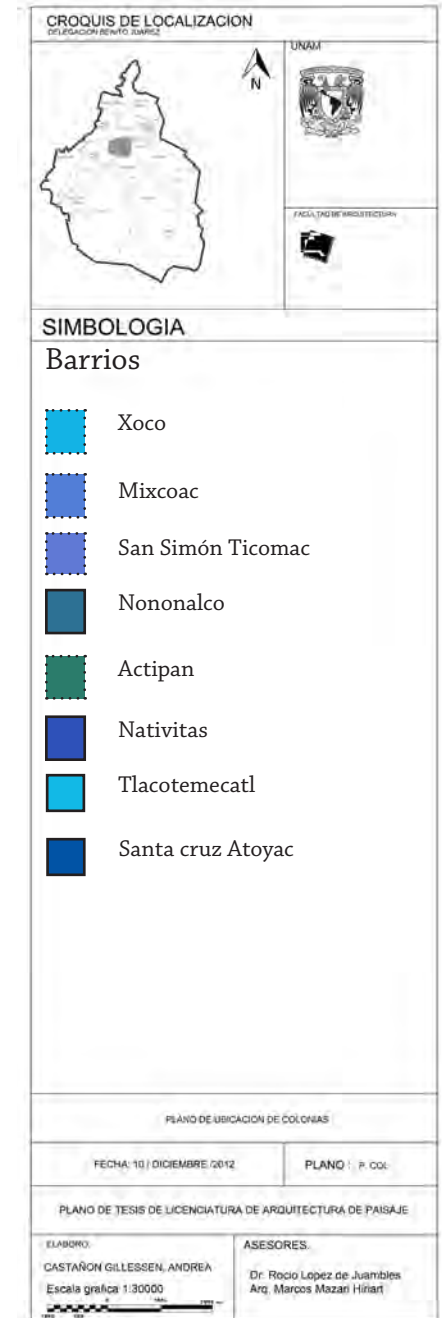 CROQUIS DE LOCALIZACION
DELEGACION BENITO JUAREZ
UNAM
N
FACULTAD DE ARQUITECTURA
SIMBOLOGIA
Barrios
Xoco
Mixcoac
San Simón Ticomac
Nononalco
Actipan
Nativitas
Tlacotemecatl
Santa cruz Atoyac
PLANO DE UBICACION DE COLONIAS
FECHA: 10 / DICIEMBRE /2012
PLANO : P. COL
PLANO DE TESIS DE LICENCIATURA DE ARQUITECTURA DE PAISAJE
ELABORO:
CASTAÑON GILLESSEN, ANDREA
Escala grafica 1:30000
ASESORES:
Dr. Rocio Lopez de Juambles
Arq. Marcos Mazari Hiriart